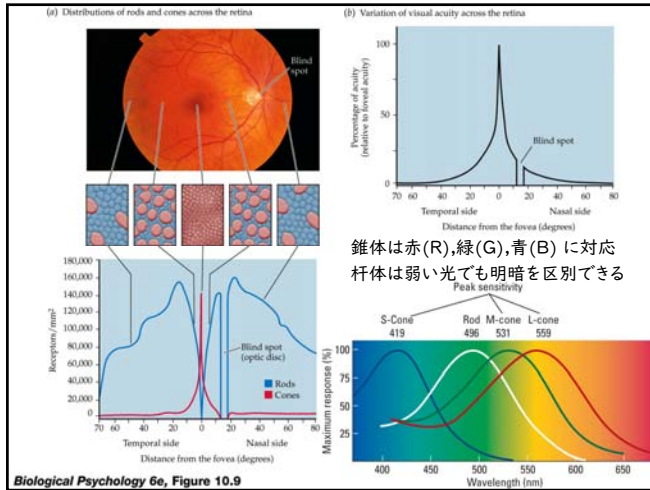 (a) Distributions of rods and cones across the retina
Blind
spot
180,000
160,000
140,000
120,000
100,000
80,000
60,000
40,000
20,000
0
Receptors/mm²
Blind spot
(optic disc)
Rods
Cones
70 60 40 20 0 20 40 60 80
Temporal side
Nasal side
Distance from the fovea (degrees)
Biological Psychology 6e, Figure 10.9
(b) Variation of visual acuity across the retina
100
50
0
Percentage of acuity
(relative to foveal acuity)
Blind spot
70 60 40 20 0 20 40 60 80
Temporal side
Nasal side
Distance from the fovea (degrees)
錐体は赤(R),緑(G),青(B) に対応
杆体は弱い光でも明暗を区別できる
Peak sensitivity
S-Cone Rod M-cone L-cone
419 496 531 559
100
75
50
25
Maximum response (%)
400 450 500 550 600 650
Wavelength (nm)